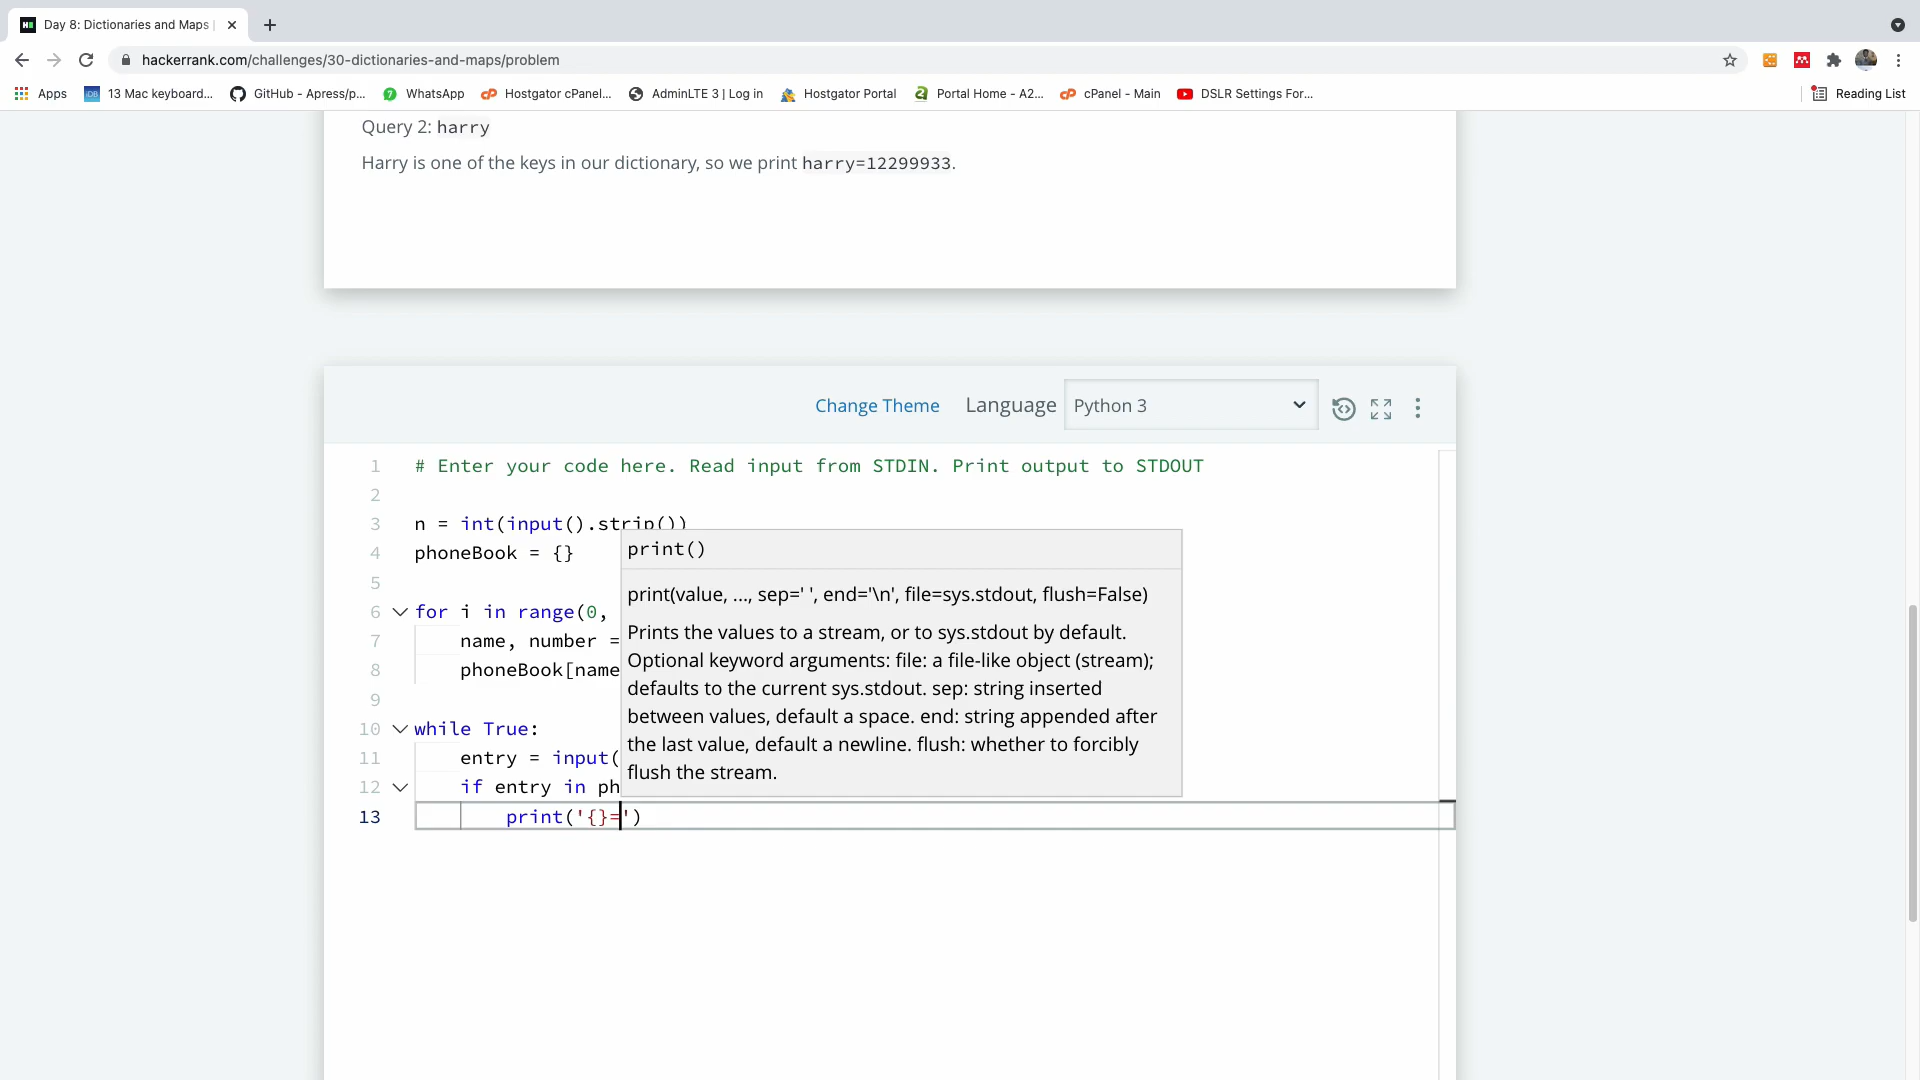 Day 8: Dictionaries and Maps |
hackerrank.com/challenges/30-dictionaries-and-maps/problem
Apps
13 Mac keyboard...
GitHub - Apress/p...
WhatsApp
Hostgator cPanel...
AdminLTE 3 | Log in
Hostgator Portal
Portal Home - A2...
cPanel - Main
DSLR Settings For...
Reading List
Query 2: harry
Harry is one of the keys in our dictionary, so we print harry=12299933.
Change Theme
Language
Python 3
1 # Enter your code here. Read input from STDIN. Print output to STDOUT
2
3 n = int(input().strip())
4 phoneBook = {}
5
6 for i in range(0,
7 name, number =
8 phoneBook[name
9
10 while True:
11 entry = input(
12 if entry in ph
13 print('{}=')
print()
print(value, ..., sep=' ', end='\n', file=sys.stdout, flush=False)
Prints the values to a stream, or to sys.stdout by default.
Optional keyword arguments: file: a file-like object (stream);
defaults to the current sys.stdout. sep: string inserted
between values, default a space. end: string appended after
the last value, default a newline. flush: whether to forcibly
flush the stream.